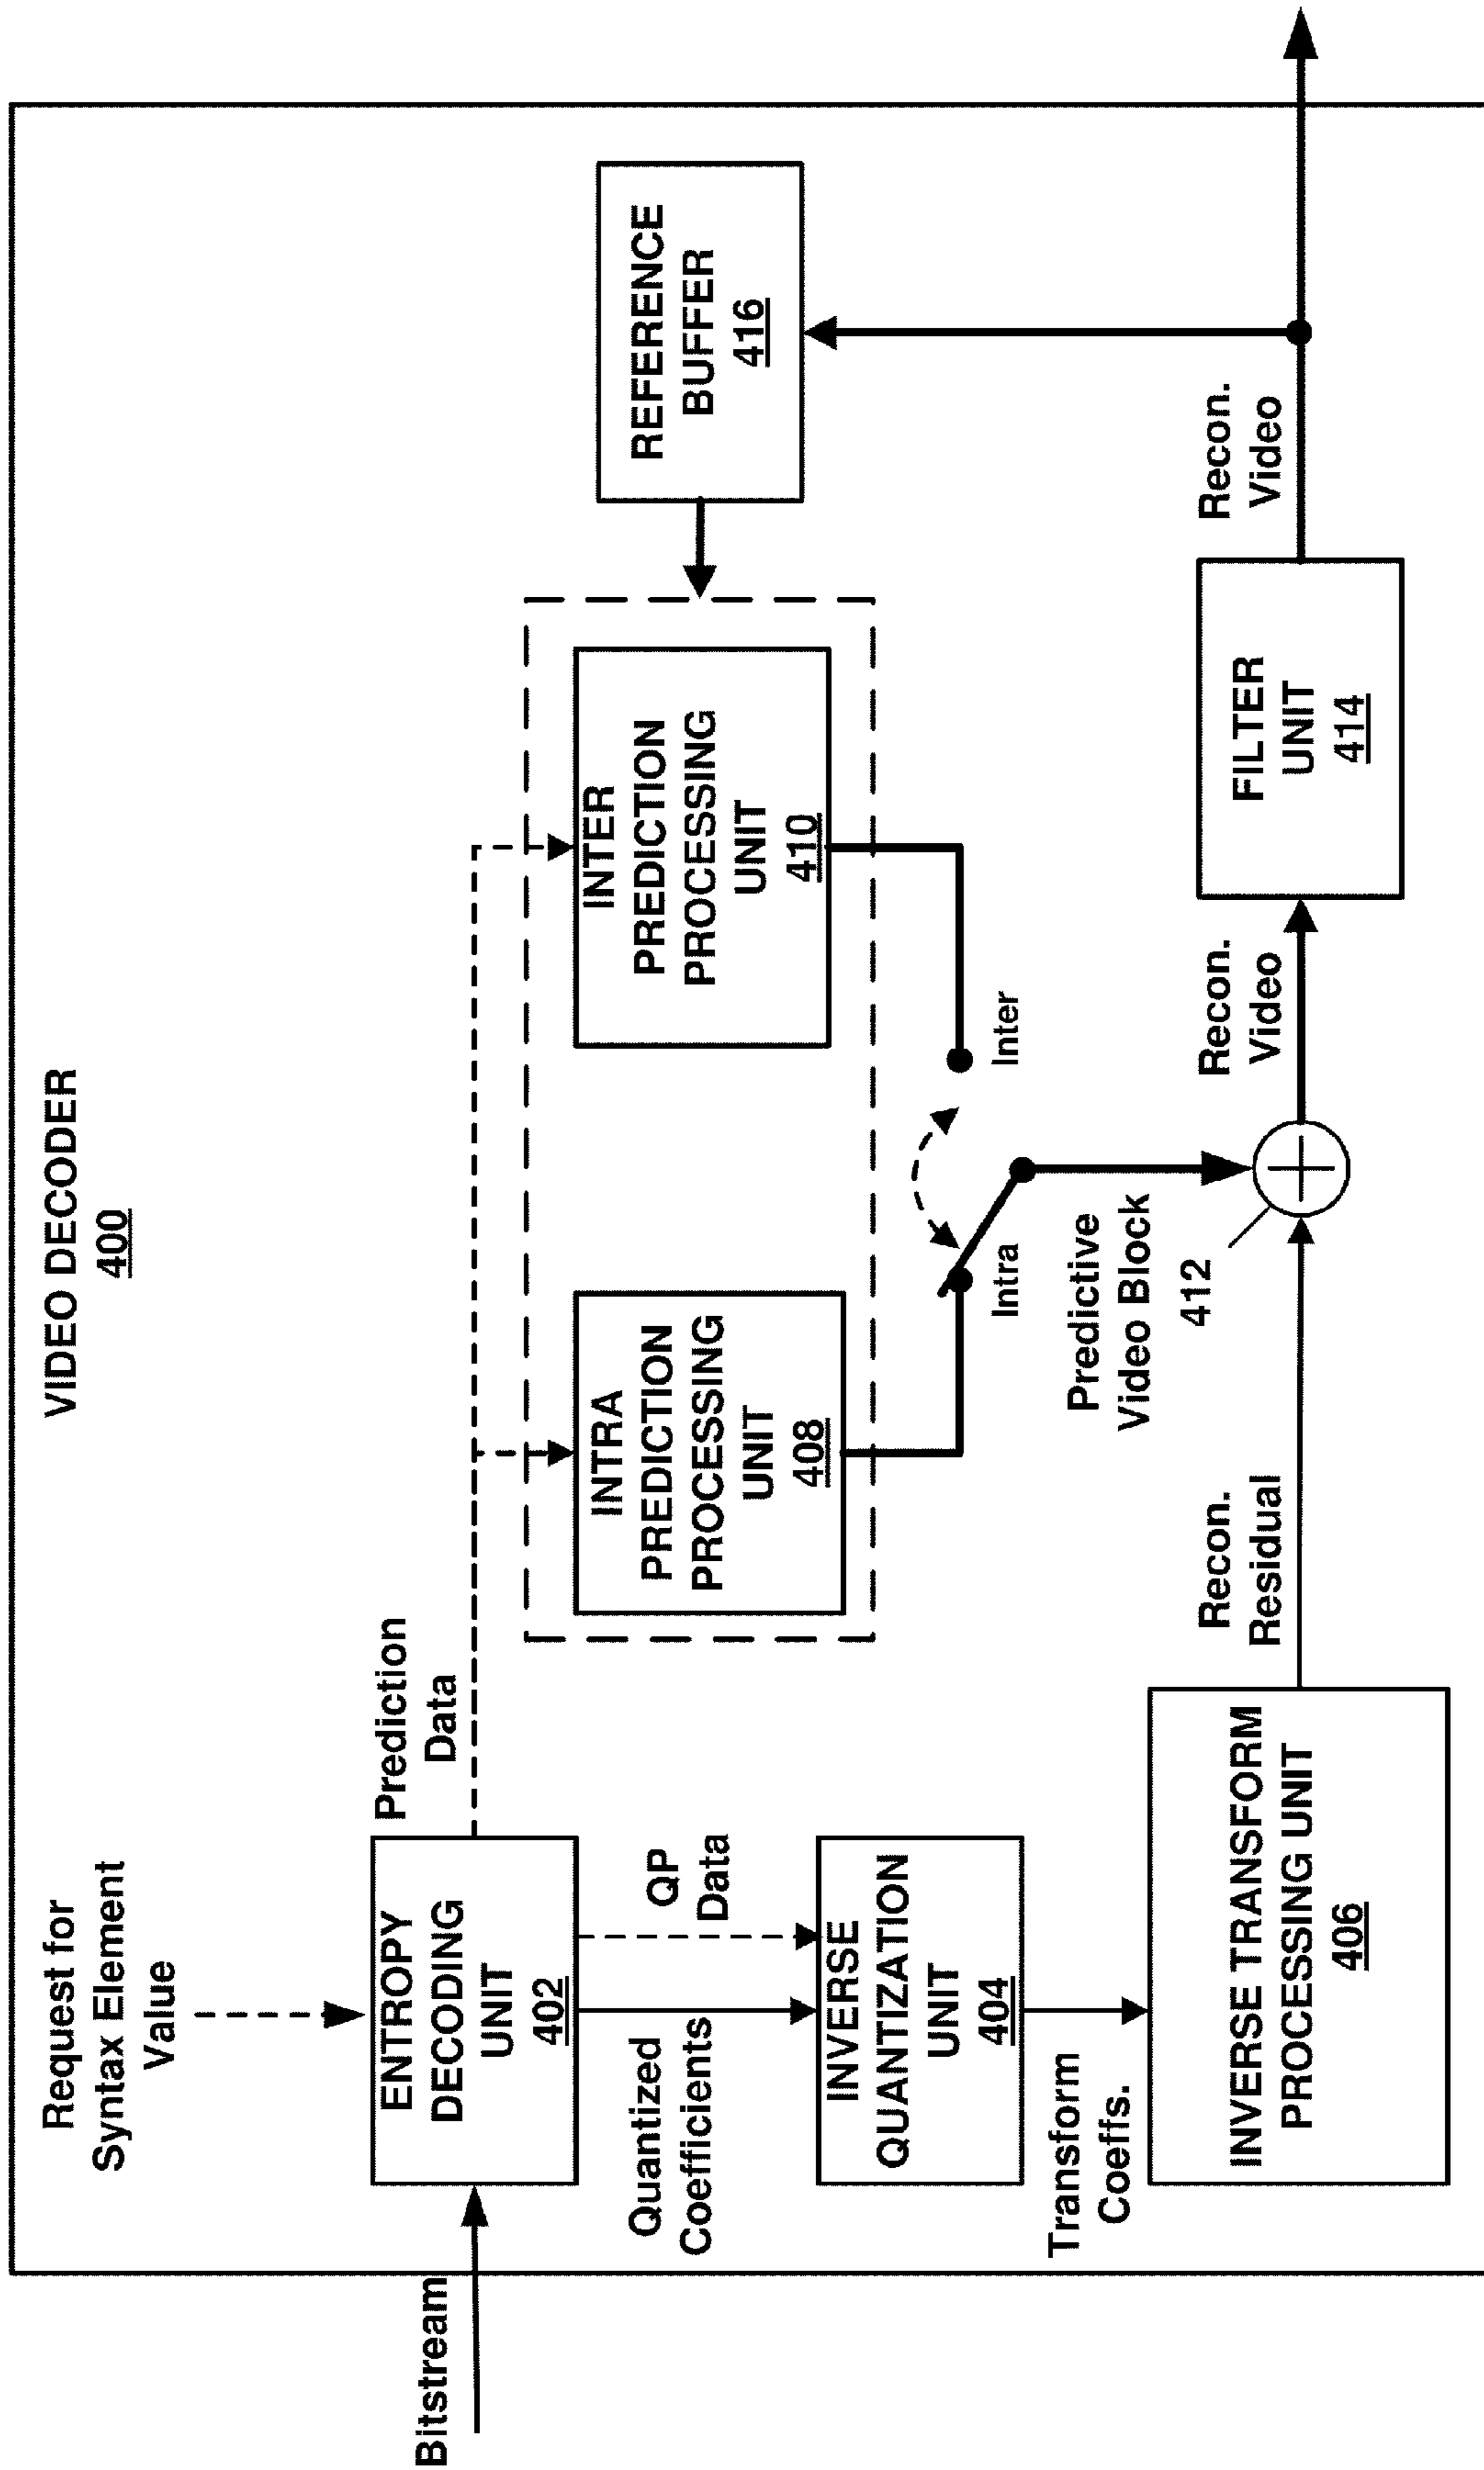 VIDEO DECODER
400
Request for
Syntax Element
Value
Bitstream
ENTROPY
DECODING
UNIT
402
Prediction
Data
Quantized
Coefficients
QP
Data
INVERSE
QUANTIZATION
UNIT
404
Transform
Coeffs.
INVERSE TRANSFORM
PROCESSING UNIT
406
Recon.
Residual
INTRA
PREDICTION
PROCESSING
UNIT
408
INTER
PREDICTION
PROCESSING
UNIT
410
Intra
Inter
Predictive
Video Block
412
Recon.
Video
FILTER
UNIT
414
Recon.
Video
REFERENCE
BUFFER
416